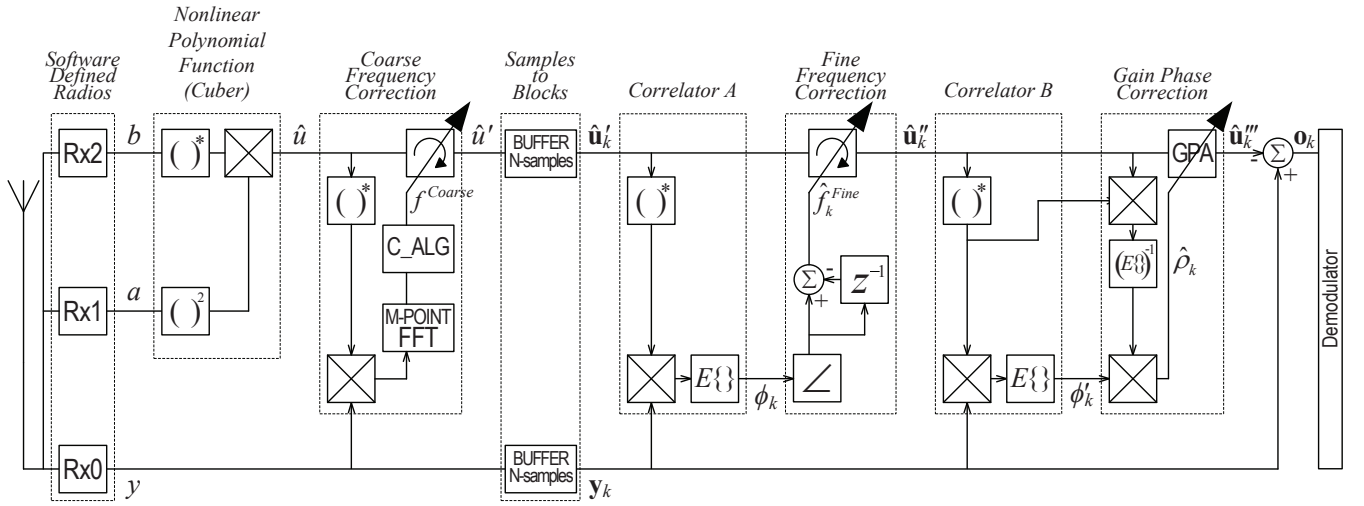 Software
Defined
Radios
Nonlinear
Polynomial
Function
(Cuber)
Coarse
Frequency
Correction
Samples
to
Blocks
Correlator A
Fine
Frequency
Correction
Correlator B
Gain Phase
Correction
Rx2
b
( )*
û
û'
BUFFER
N-samples
û'ₖ
û''ₖ
GPA
û'''ₖ
-
Σ
+
oₖ
( )*
f^Coarse
( )*
f̂ₖ^Fine
( )*
C_ALG
(E{})⁻¹
ρ̂ₖ
Rx1
a
( )²
Σ
-
+
z⁻¹
M-POINT
FFT
E{}
ϕₖ
∠
E{}
ϕ'ₖ
Rx0
y
BUFFER
N-samples
yₖ
Demodulator